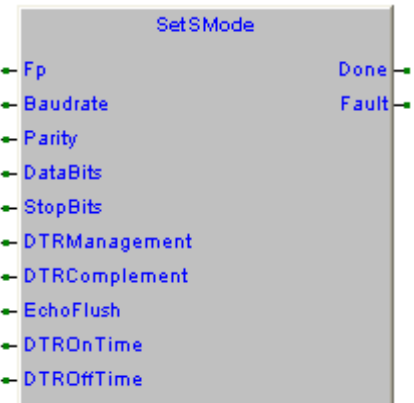 SetSMode
Fp Done
Baudrate Fault
Parity
DataBits
StopBits
DTRManagement
DTRComplement
EchoFlush
DTROnTime
DTROffTime